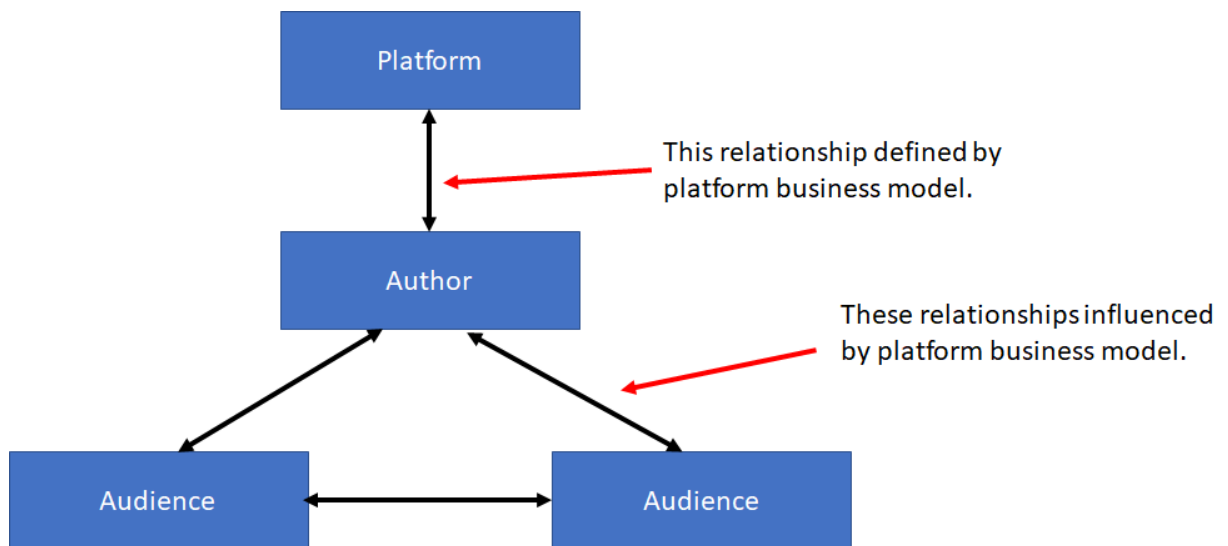 Platform
This relationship defined by
platform business model.
Author
These relationships influenced
by platform business model.
Audience
Audience